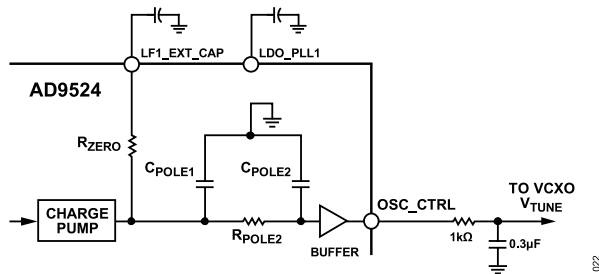 LF1_EXT_CAP
LDO_PLL1
AD9524
RZERO
CPOLE1
CPOLE2
OSC_CTRL
TO VCXO
VTUNE
CHARGE
PUMP
RPOLE2
BUFFER
1kΩ
0.3µF
022